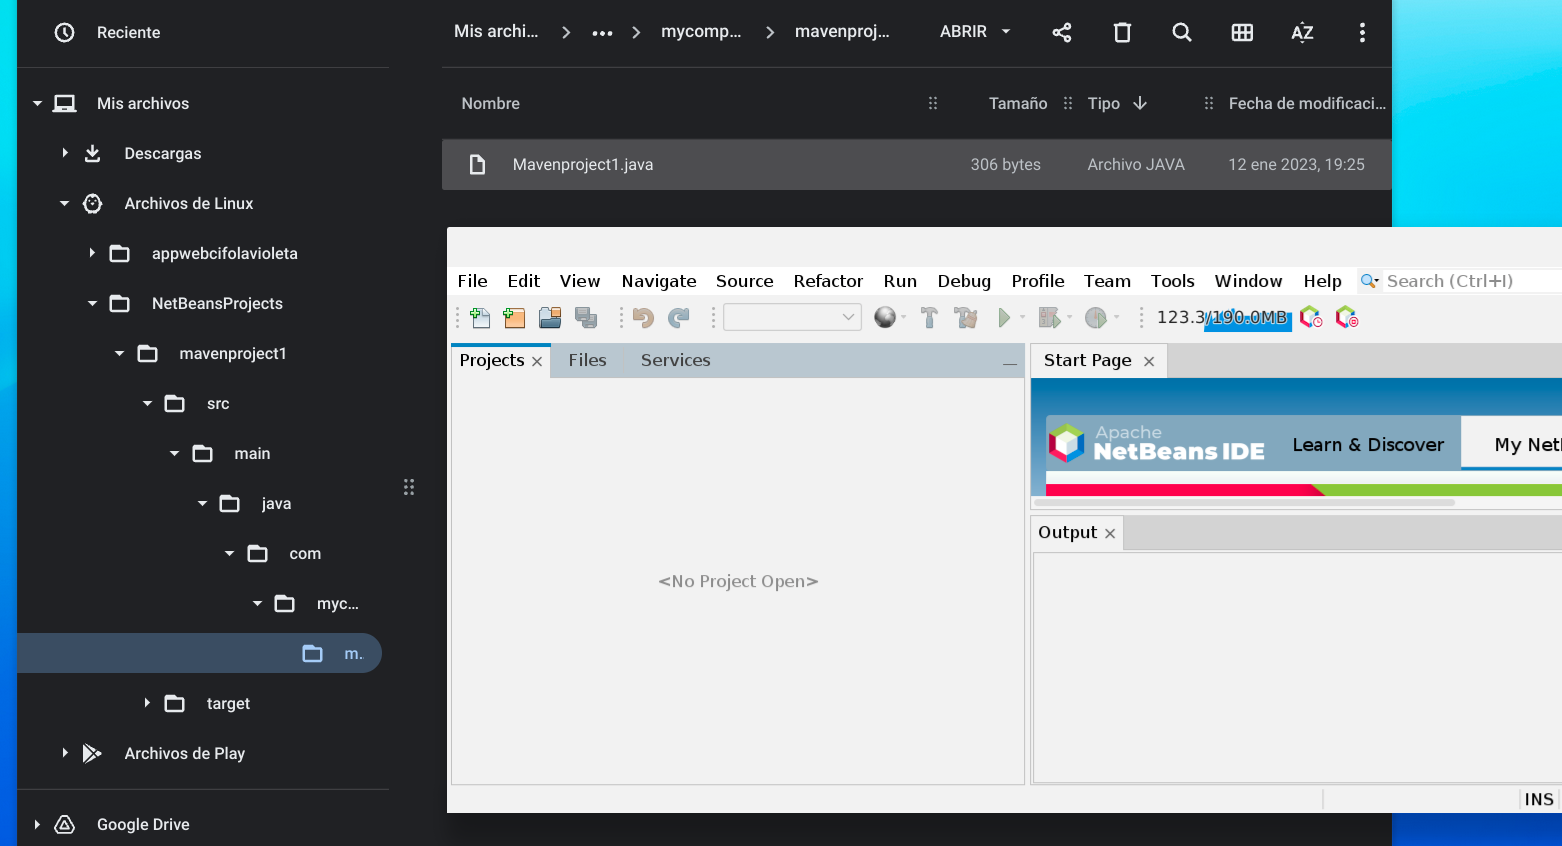 Reciente
Mis archivos
Descargas
Archivos de Linux
appwebcifolavioleta
NetBeansProjects
mavenproject1
src
main
java
com
myc...
m.
target
Archivos de Play
Google Drive
Mis archi... ... mycomp... mavenproj... ABRIR AZ
Nombre Tamaño Tipo Fecha de modificaci...
Mavenproject1.java 306 bytes Archivo JAVA 12 ene 2023, 19:25
File Edit View Navigate Source Refactor Run Debug Profile Team Tools Window Help Search (Ctrl+I)
123.3/190.0MB
Projects Files Services
<No Project Open>
Start Page
Apache
NetBeans IDE Learn & Discover My Net
Output
INS